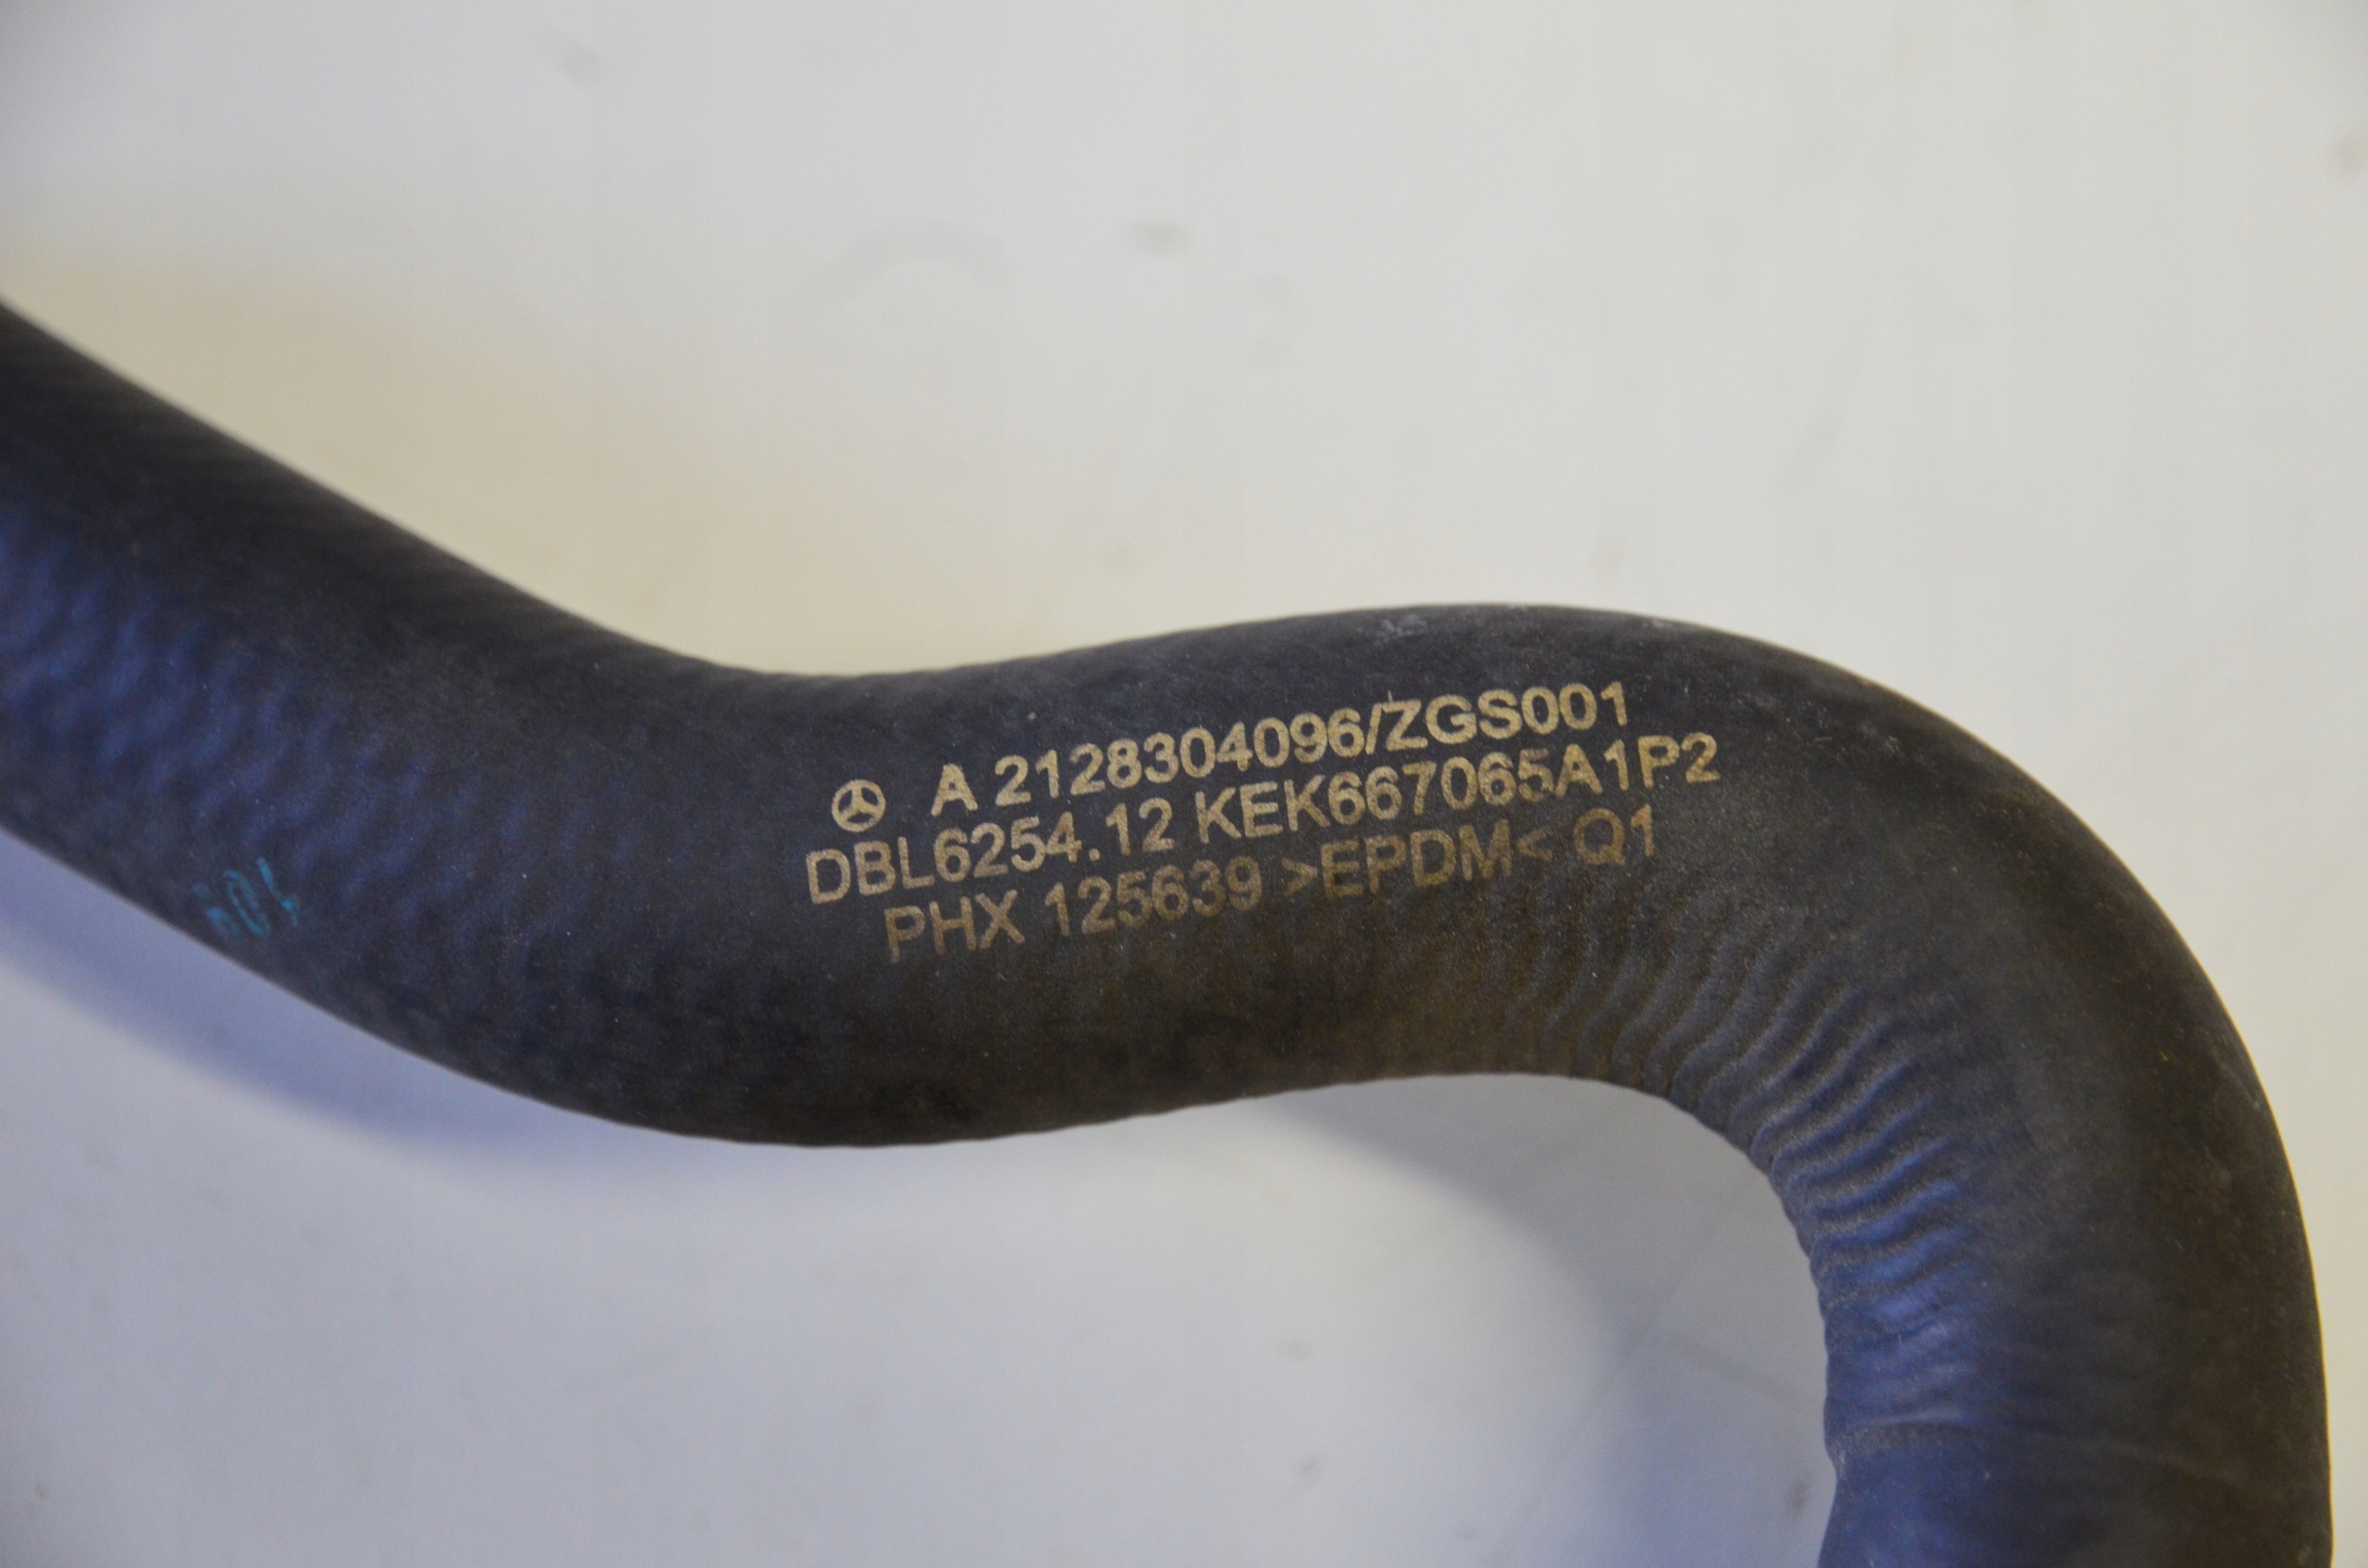 A 2128304096/ZGS001
DBL6254.12 KEK667065A1P2
PHX 125639 >EPDM< Q1